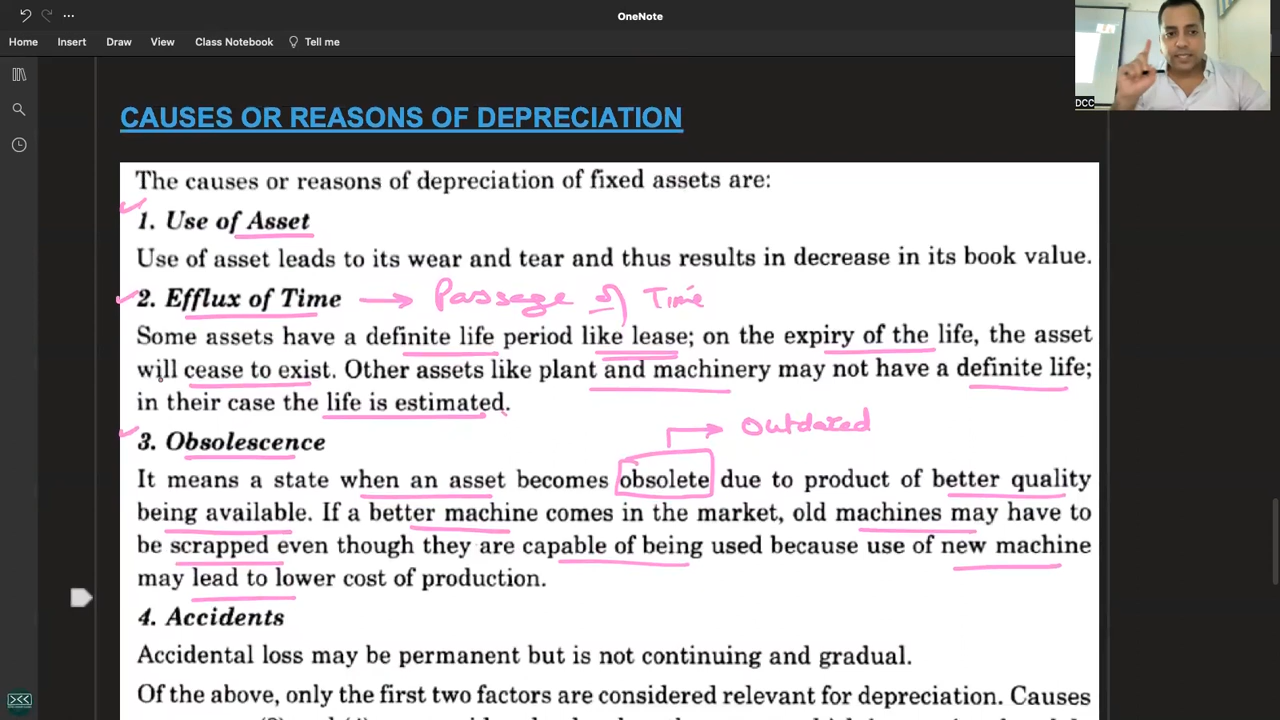 OneNote
Home Insert Draw View Class Notebook Tell me
DCC
CAUSES OR REASONS OF DEPRECIATION
The causes or reasons of depreciation of fixed assets are:
1. Use of Asset
Use of asset leads to its wear and tear and thus results in decrease in its book value.
2. Efflux of Time → Passage of Time
Some assets have a definite life period like lease; on the expiry of the life, the asset
will cease to exist. Other assets like plant and machinery may not have a definite life;
in their case the life is estimated.
Outdated
3. Obsolescence
It means a state when an asset becomes obsolete due to product of better quality
being available. If a better machine comes in the market, old machines may have to
be scrapped even though they are capable of being used because use of new machine
may lead to lower cost of production.
4. Accidents
Accidental loss may be permanent but is not continuing and gradual.
Of the above, only the first two factors are considered relevant for depreciation. Causes